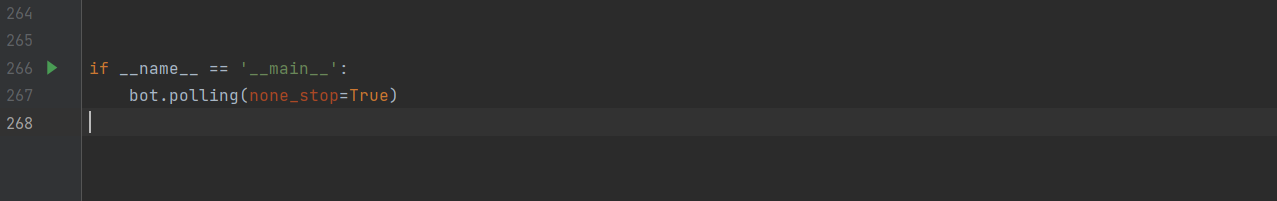 264
265
266 if __name__ == '__main__':
267     bot.polling(none_stop=True)
268